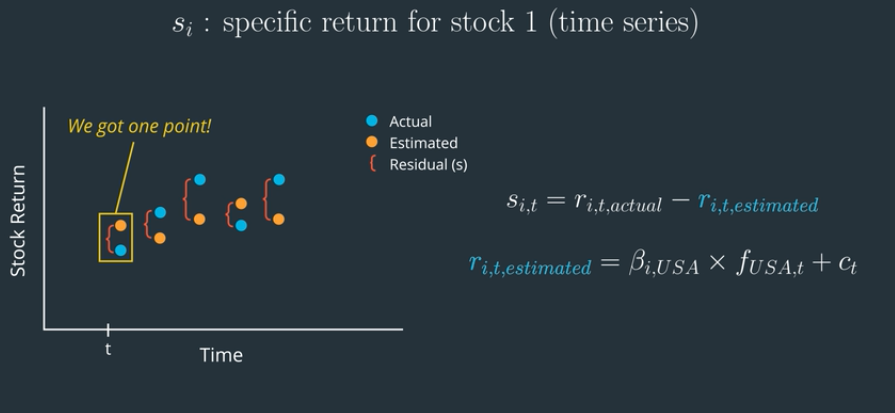 s_i : specific return for stock 1 (time series)
We got one point!
Actual
Estimated
Residual (s)
Stock Return
s_{i,t} = r_{i,t,actual} − r_{i,t,estimated}
r_{i,t,estimated} = β_{i,USA} × f_{USA,t} + c_t
t
Time